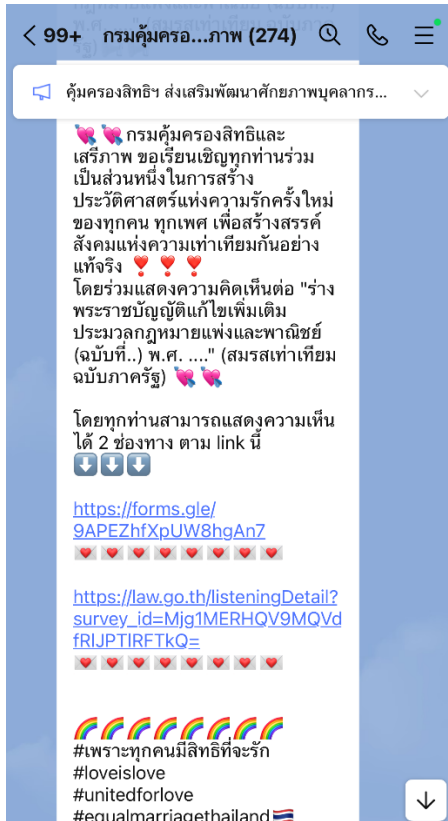 99+ กรมคุ้มครอ...ภาพ (274)
คุ้มครองสิทธิฯ ส่งเสริมพัฒนาศักยภาพบุคลากร...
💘 💘 กรมคุ้มครองสิทธิและ
เสรีภาพ ขอเรียนเชิญทุกท่านร่วม
เป็นส่วนหนึ่งในการสร้าง
ประวัติศาสตร์แห่งความรักครั้งใหม่
ของทุกคน ทุกเพศ เพื่อสร้างสรรค์
สังคมแห่งความเท่าเทียมกันอย่าง
แท้จริง ❣️ ❣️ ❣️
โดยร่วมแสดงความคิดเห็นต่อ "ร่าง
พระราชบัญญัติแก้ไขเพิ่มเติม
ประมวลกฎหมายแพ่งและพาณิชย์
(ฉบับที่..) พ.ศ. ...." (สมรสเท่าเทียม
ฉบับภาครัฐ) 💘 💘
โดยทุกท่านสามารถแสดงความเห็น
ได้ 2 ช่องทาง ตาม link นี้
⬇️⬇️⬇️
https://forms.gle/
9APEZhfXpUW8hgAn7
💌 💌 💌 💌 💌 💌 💌 💌
https://law.go.th/listeningDetail?
survey_id=Mjg1MERHQV9MQVd
fRIJPTIRFTkQ=
💌 💌 💌 💌 💌 💌 💌 💌
🌈🌈🌈🌈🌈🌈🌈🌈
#เพราะทุกคนมีสิทธิที่จะรัก
#loveislove
#unitedforlove
#equalmarriagethailand🇹🇭